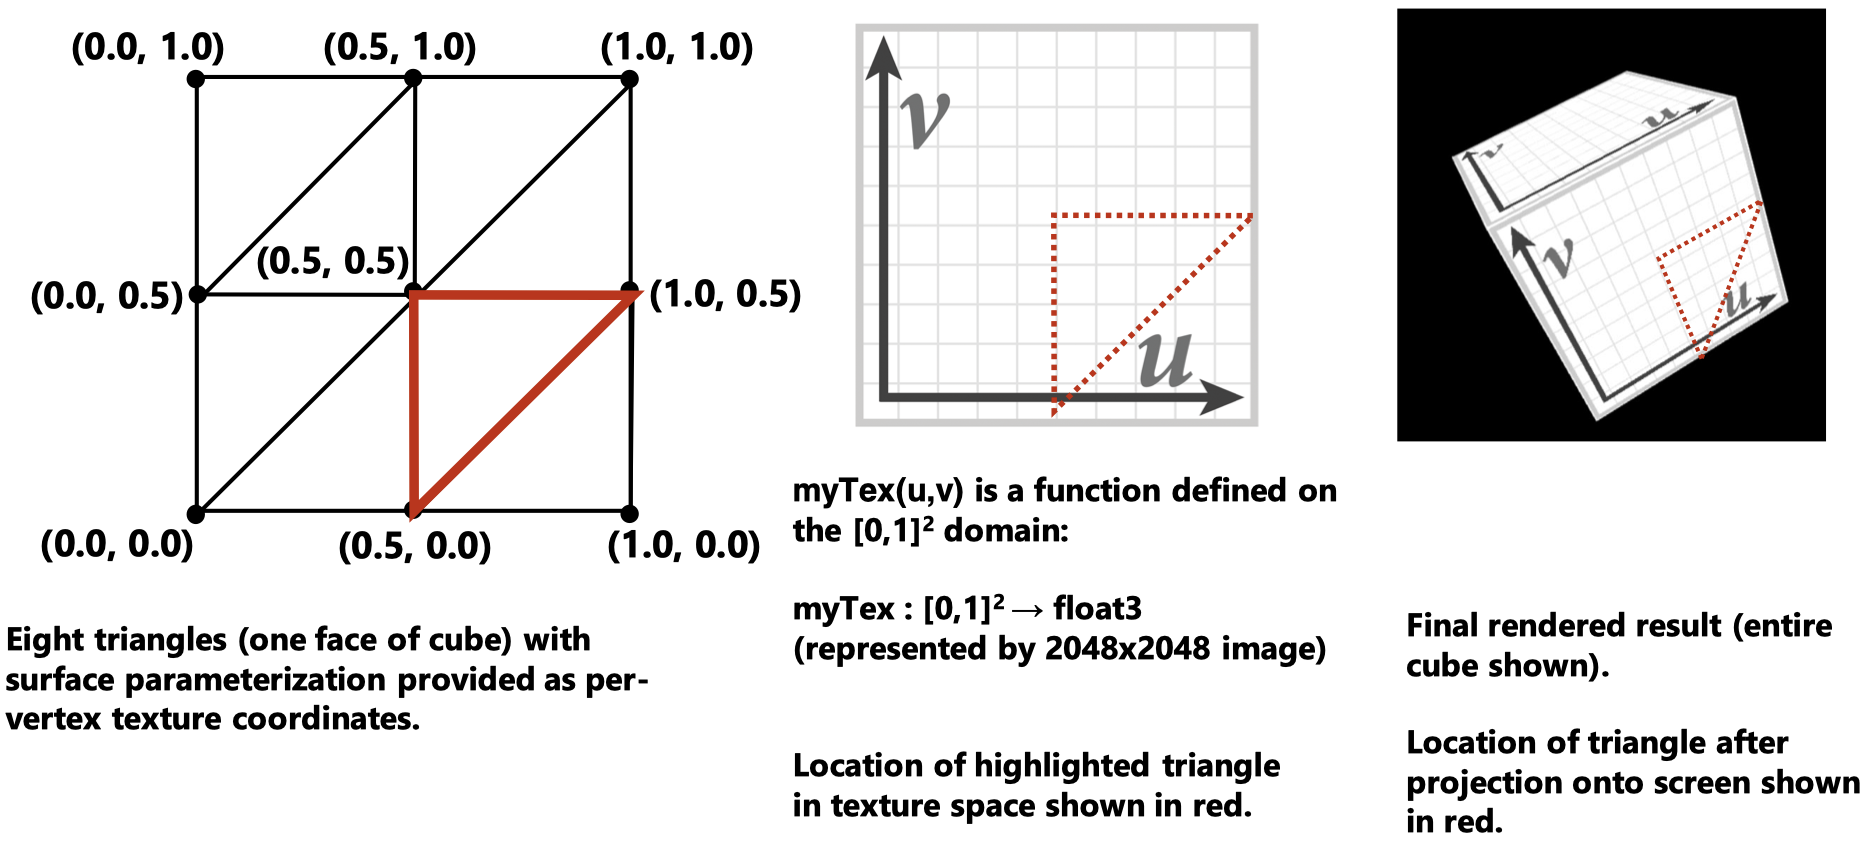 (0.0, 1.0)
(0.5, 1.0)
(1.0, 1.0)
(0.5, 0.5)
(0.0, 0.5)
(1.0, 0.5)
(0.0, 0.0)
(0.5, 0.0)
(1.0, 0.0)
Eight triangles (one face of cube) with
surface parameterization provided as per-
vertex texture coordinates.
v
u
myTex(u,v) is a function defined on
the [0,1]² domain:
myTex : [0,1]² → float3
(represented by 2048x2048 image)
Location of highlighted triangle
in texture space shown in red.
u
v
v
u
Final rendered result (entire
cube shown).
Location of triangle after
projection onto screen shown
in red.